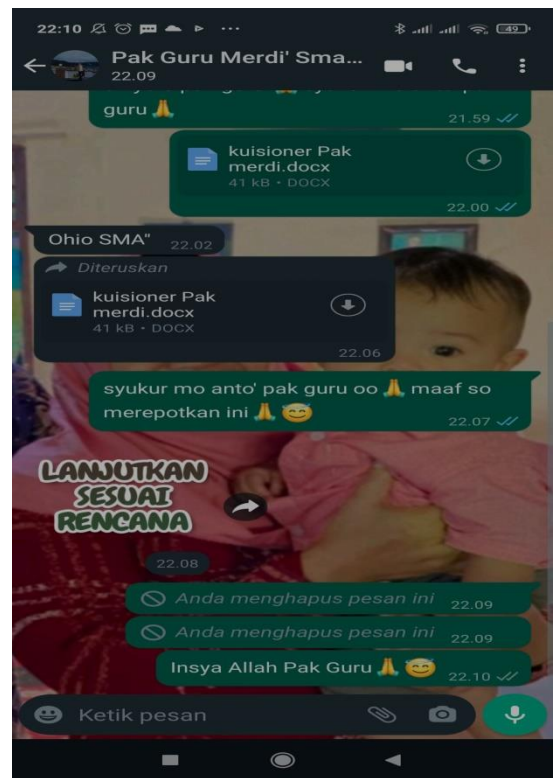 22:10
49
Pak Guru Merdi' Sma...
22.09
guru 🙏
21.59
kuisioner Pak
merdi.docx
41 kB • DOCX
22.00
Ohio SMA" 22.02
Diteruskan
kuisioner Pak
merdi.docx
41 kB • DOCX
22.06
syukur mo anto' pak guru oo 🙏 maaf so
merepotkan ini 🙏 😇
22.07
LANJUTKAN
SESUAI
RENCANA
22.08
Anda menghapus pesan ini 22.09
Anda menghapus pesan ini 22.09
Insya Allah Pak Guru 🙏 😇 22.10
Ketik pesan